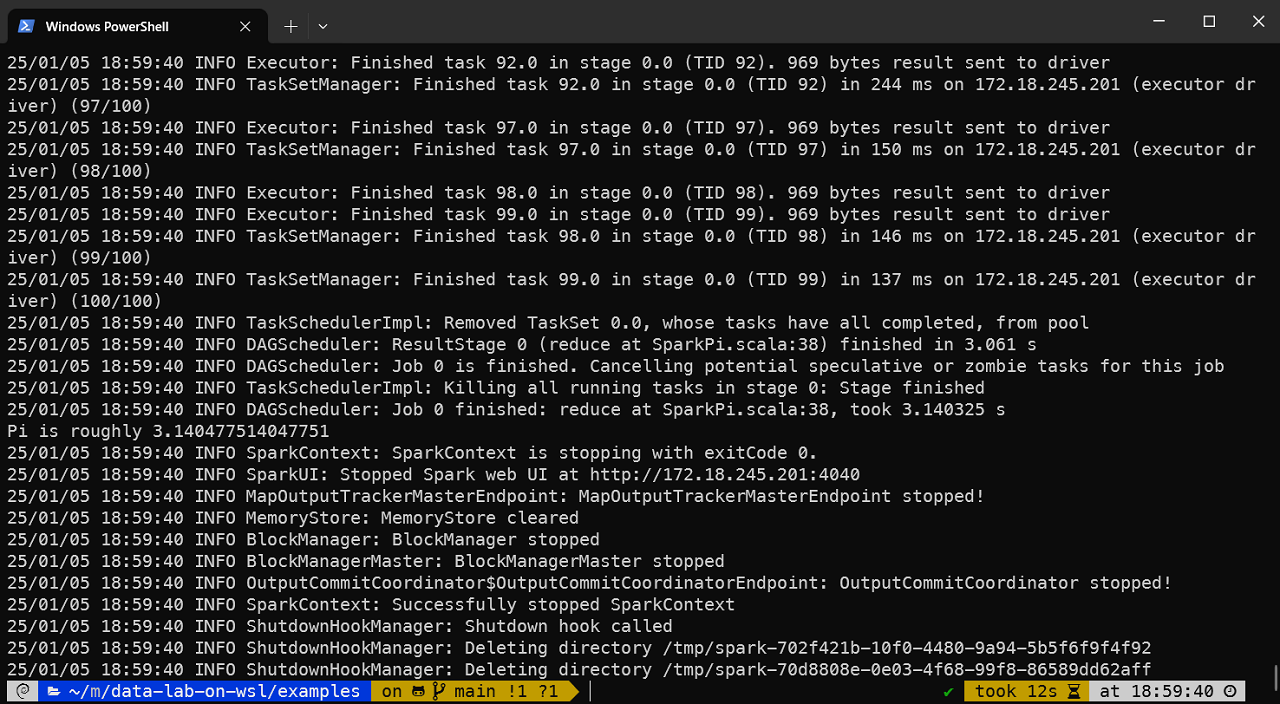 Windows PowerShell
25/01/05 18:59:40 INFO Executor: Finished task 92.0 in stage 0.0 (TID 92). 969 bytes result sent to driver
25/01/05 18:59:40 INFO TaskSetManager: Finished task 92.0 in stage 0.0 (TID 92) in 244 ms on 172.18.245.201 (executor dr
iver) (97/100)
25/01/05 18:59:40 INFO Executor: Finished task 97.0 in stage 0.0 (TID 97). 969 bytes result sent to driver
25/01/05 18:59:40 INFO TaskSetManager: Finished task 97.0 in stage 0.0 (TID 97) in 150 ms on 172.18.245.201 (executor dr
iver) (98/100)
25/01/05 18:59:40 INFO Executor: Finished task 98.0 in stage 0.0 (TID 98). 969 bytes result sent to driver
25/01/05 18:59:40 INFO Executor: Finished task 99.0 in stage 0.0 (TID 99). 969 bytes result sent to driver
25/01/05 18:59:40 INFO TaskSetManager: Finished task 98.0 in stage 0.0 (TID 98) in 146 ms on 172.18.245.201 (executor dr
iver) (99/100)
25/01/05 18:59:40 INFO TaskSetManager: Finished task 99.0 in stage 0.0 (TID 99) in 137 ms on 172.18.245.201 (executor dr
iver) (100/100)
25/01/05 18:59:40 INFO TaskSchedulerImpl: Removed TaskSet 0.0, whose tasks have all completed, from pool
25/01/05 18:59:40 INFO DAGScheduler: ResultStage 0 (reduce at SparkPi.scala:38) finished in 3.061 s
25/01/05 18:59:40 INFO DAGScheduler: Job 0 is finished. Cancelling potential speculative or zombie tasks for this job
25/01/05 18:59:40 INFO TaskSchedulerImpl: Killing all running tasks in stage 0: Stage finished
25/01/05 18:59:40 INFO DAGScheduler: Job 0 finished: reduce at SparkPi.scala:38, took 3.140325 s
Pi is roughly 3.140477514047751
25/01/05 18:59:40 INFO SparkContext: SparkContext is stopping with exitCode 0.
25/01/05 18:59:40 INFO SparkUI: Stopped Spark web UI at http://172.18.245.201:4040
25/01/05 18:59:40 INFO MapOutputTrackerMasterEndpoint: MapOutputTrackerMasterEndpoint stopped!
25/01/05 18:59:40 INFO MemoryStore: MemoryStore cleared
25/01/05 18:59:40 INFO BlockManager: BlockManager stopped
25/01/05 18:59:40 INFO BlockManagerMaster: BlockManagerMaster stopped
25/01/05 18:59:40 INFO OutputCommitCoordinator$OutputCommitCoordinatorEndpoint: OutputCommitCoordinator stopped!
25/01/05 18:59:40 INFO SparkContext: Successfully stopped SparkContext
25/01/05 18:59:40 INFO ShutdownHookManager: Shutdown hook called
25/01/05 18:59:40 INFO ShutdownHookManager: Deleting directory /tmp/spark-702f421b-10f0-4480-9a94-5b5f6f9f4f92
25/01/05 18:59:40 INFO ShutdownHookManager: Deleting directory /tmp/spark-70d8808e-0e03-4f68-99f8-86589dd62aff
~/m/data-lab-on-wsl/examples on main !1 ?1 ✔ took 12s at 18:59:40